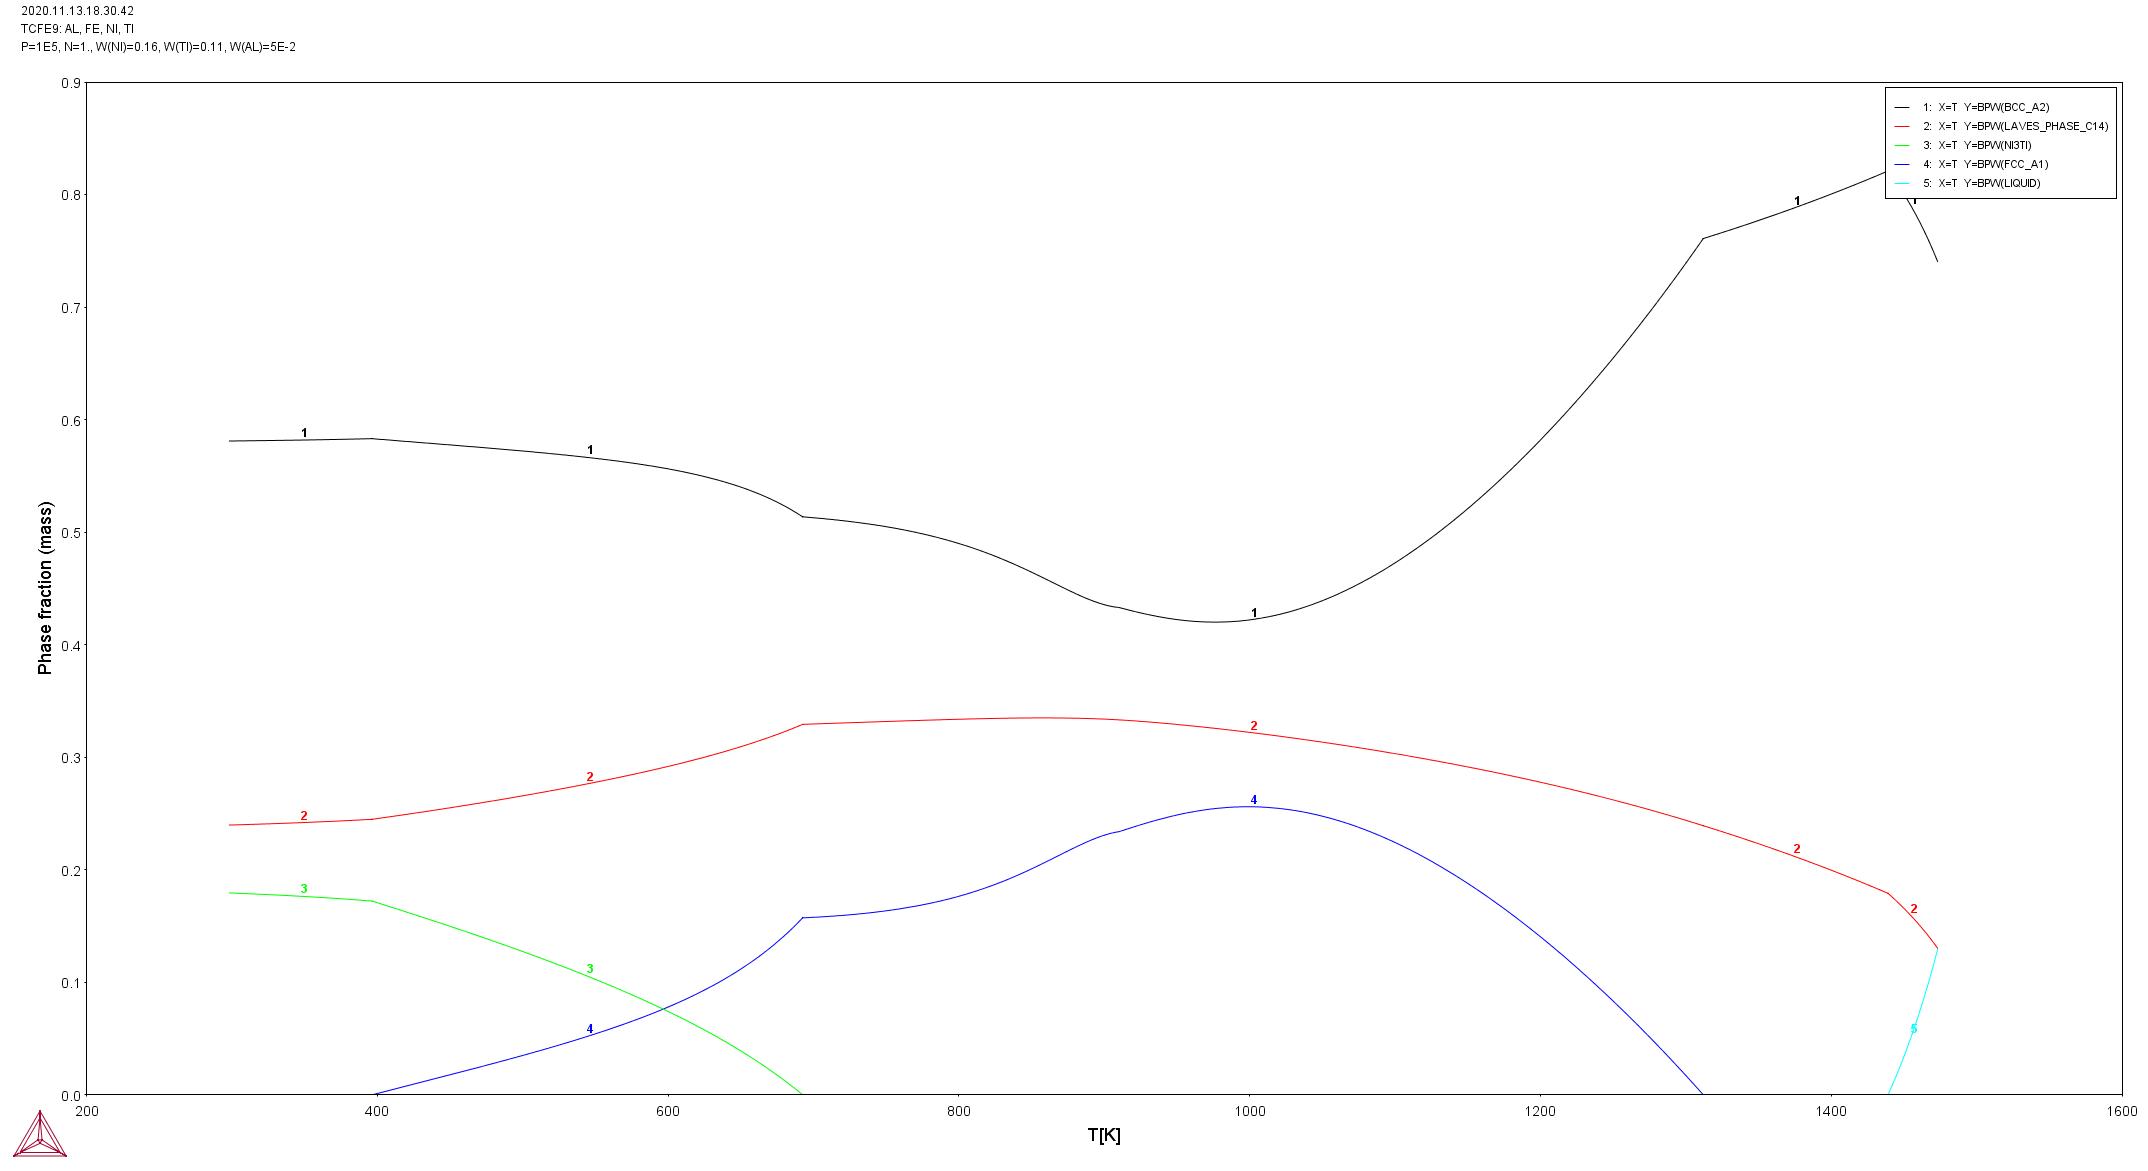 2020.11.13.18.30.42
TCFE9: AL, FE, NI, TI
P=1E5, N=1., W(NI)=0.16, W(TI)=0.11, W(AL)=5E-2
0.9
0.8
0.7
0.6
0.5
0.4
0.3
0.2
0.1
0.0
Phase fraction (mass)
1: X=T Y=BPW(BCC_A2)
2: X=T Y=BPW(LAVES_PHASE_C14)
3: X=T Y=BPW(NI3TI)
4: X=T Y=BPW(FCC_A1)
5: X=T Y=BPW(LIQUID)
1 1 1 1 1
2 2 2 2 2
3 3
4 4
5
200 400 600 800 1000 1200 1400 1600
T[K]